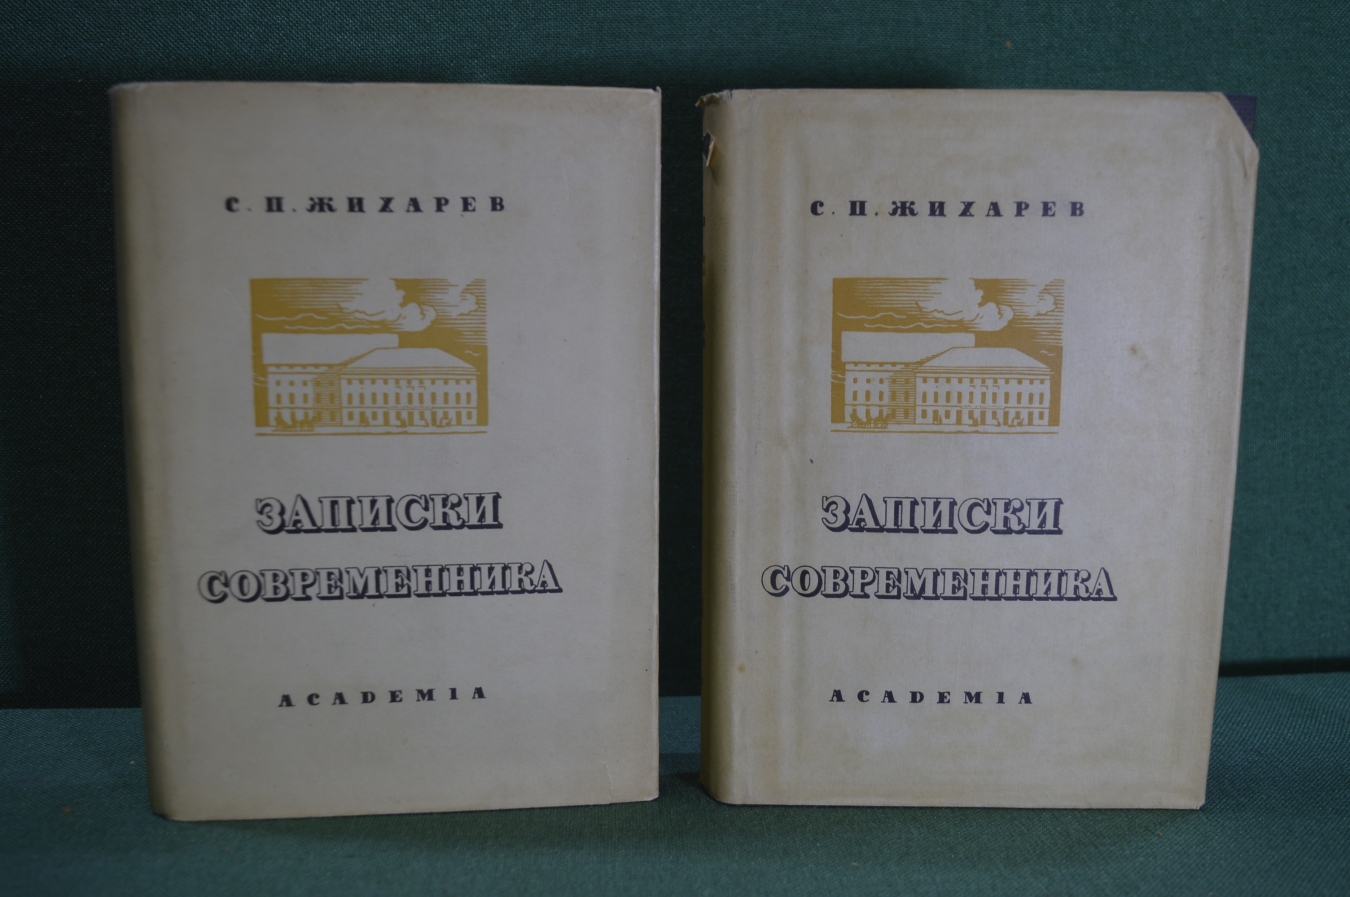 С. П. ЖИХАРЕВ
ЗАПИСКИ
СОВРЕМЕННИКА
ACADEMIA
С. П. ЖИХАРЕВ
ЗАПИСКИ
СОВРЕМЕННИКА
ACADEMIA